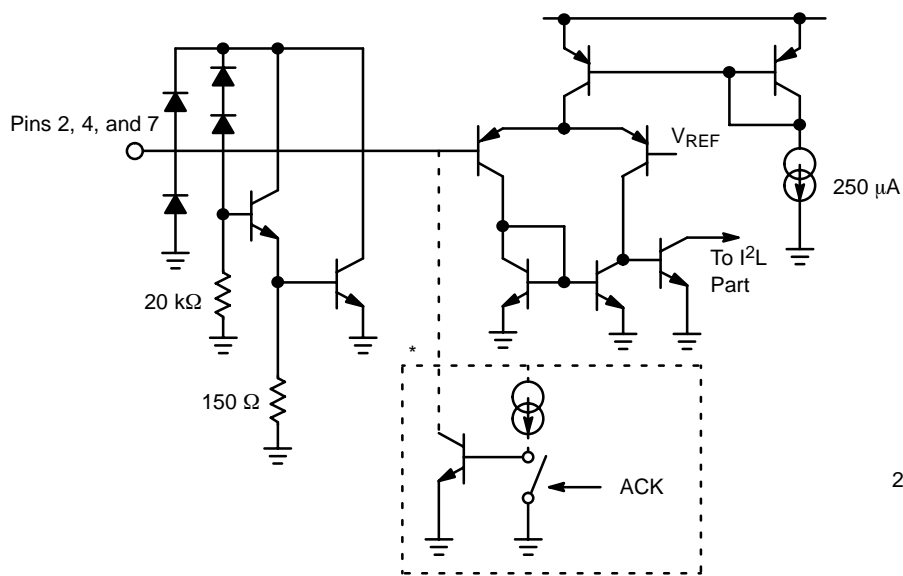 Pins 2, 4, and 7
V_REF
250 μA
To I²L
Part
20 kΩ
*
150 Ω
ACK
2